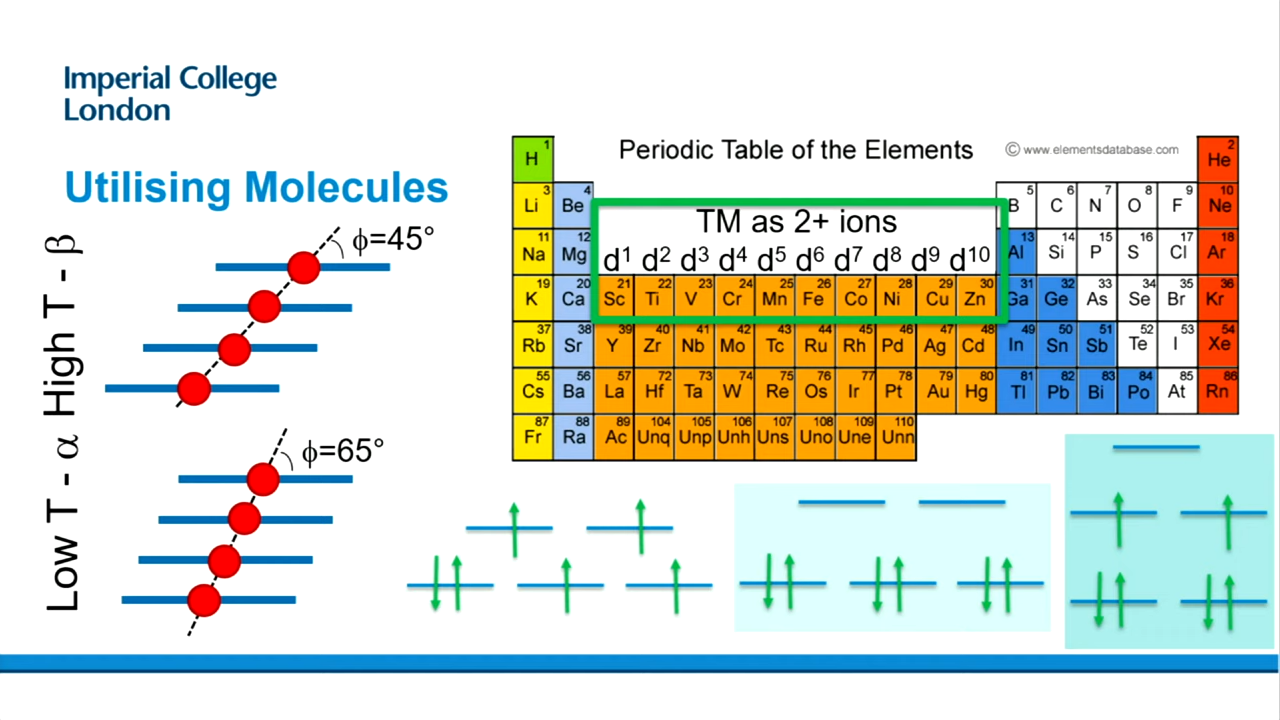 Imperial College
London
Utilising Molecules
Low T - α High T - β
ϕ=45°
ϕ=65°
Periodic Table of the Elements
© www.elementsdatabase.com
TM as 2+ ions
d¹ d² d³ d⁴ d⁵ d⁶ d⁷ d⁸ d⁹ d¹⁰
H 1 He 2
Li 3 Be 4 B 5 C 6 N 7 O 8 F 9 Ne 10
Na 11 Mg 12 Al 13 Si 14 P 15 S 16 Cl 17 Ar 18
K 19 Ca 20 Sc 21 Ti 22 V 23 Cr 24 Mn 25 Fe 26 Co 27 Ni 28 Cu 29 Zn 30 Ga 31 Ge 32 As 33 Se 34 Br 35 Kr 36
Rb 37 Sr 38 Y 39 Zr 40 Nb 41 Mo 42 Tc 43 Ru 44 Rh 45 Pd 46 Ag 47 Cd 48 In 49 Sn 50 Sb 51 Te 52 I 53 Xe 54
Cs 55 Ba 56 La 57 Hf 72 Ta 73 W 74 Re 75 Os 76 Ir 77 Pt 78 Au 79 Hg 80 Tl 81 Pb 82 Bi 83 Po 84 At 85 Rn 86
Fr 87 Ra 88 Ac 89 Unq 104 Unp 105 Unh 106 Uns 107 Uno 108 Une 109 Unn 110